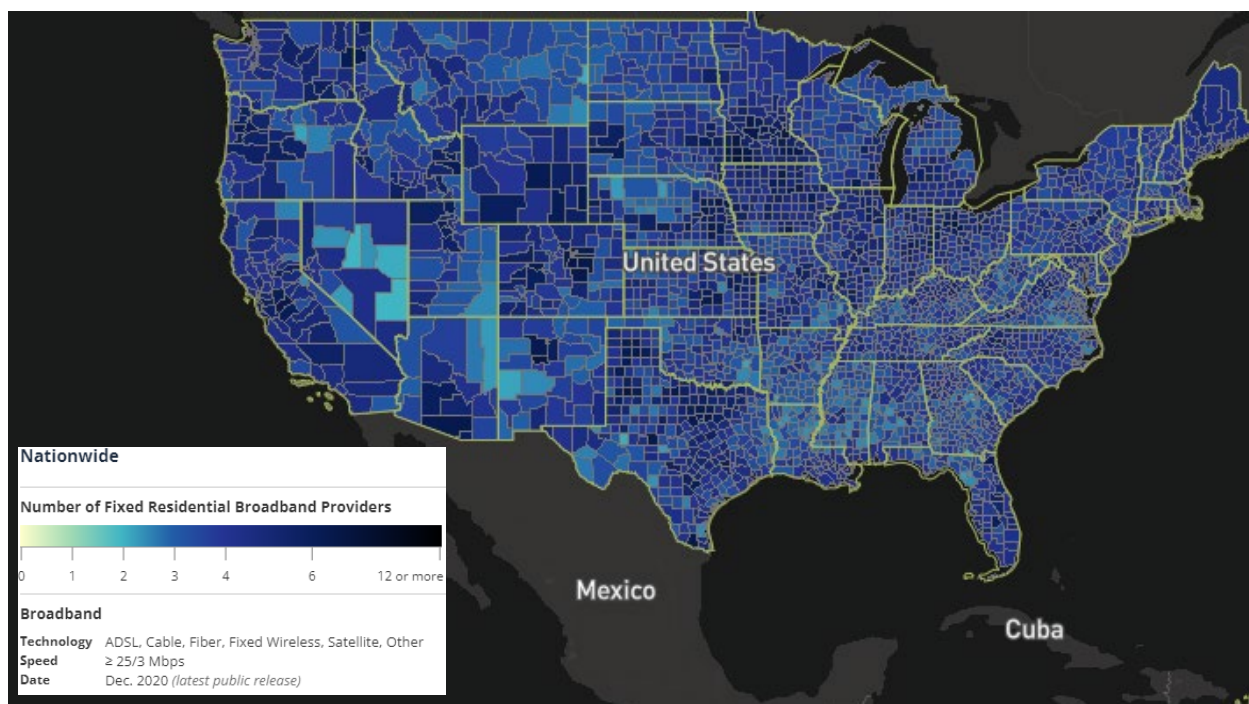 United States
Mexico
Cuba
Nationwide
Number of Fixed Residential Broadband Providers
0 1 2 3 4 6 12 or more
Broadband
Technology ADSL, Cable, Fiber, Fixed Wireless, Satellite, Other
Speed ≥ 25/3 Mbps
Date Dec. 2020 (latest public release)